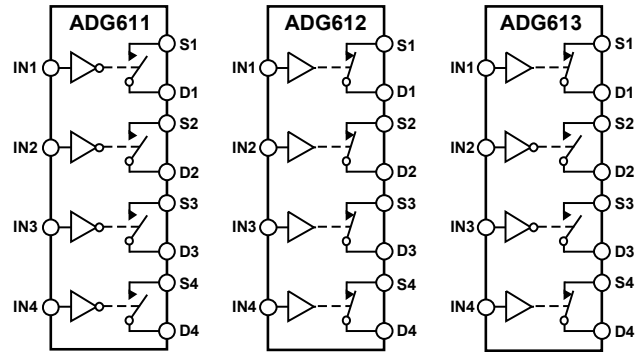 ADG611
S1
IN1
D1
S2
IN2
D2
S3
IN3
D3
S4
IN4
D4
ADG612
S1
IN1
D1
S2
IN2
D2
S3
IN3
D3
S4
IN4
D4
ADG613
S1
IN1
D1
S2
IN2
D2
S3
IN3
D3
S4
IN4
D4